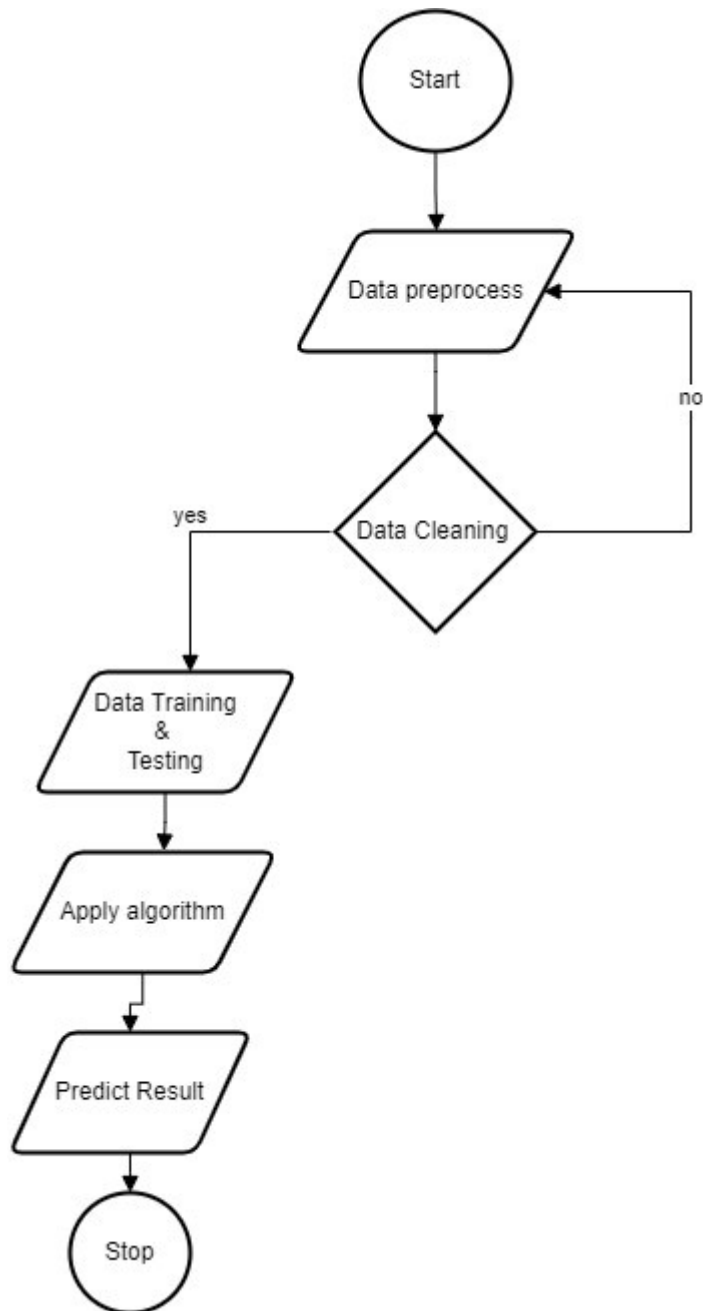 Start
Data preprocess
no
Data Cleaning
yes
Data Training
&
Testing
Apply algorithm
Predict Result
Stop